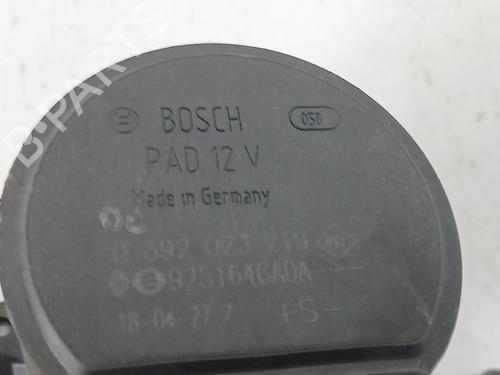 BOSCH 058
PAD 12 V
Made in Germany
0 392 023 219
925164GA0A
18-04-27 7 +S-
B-PARTS